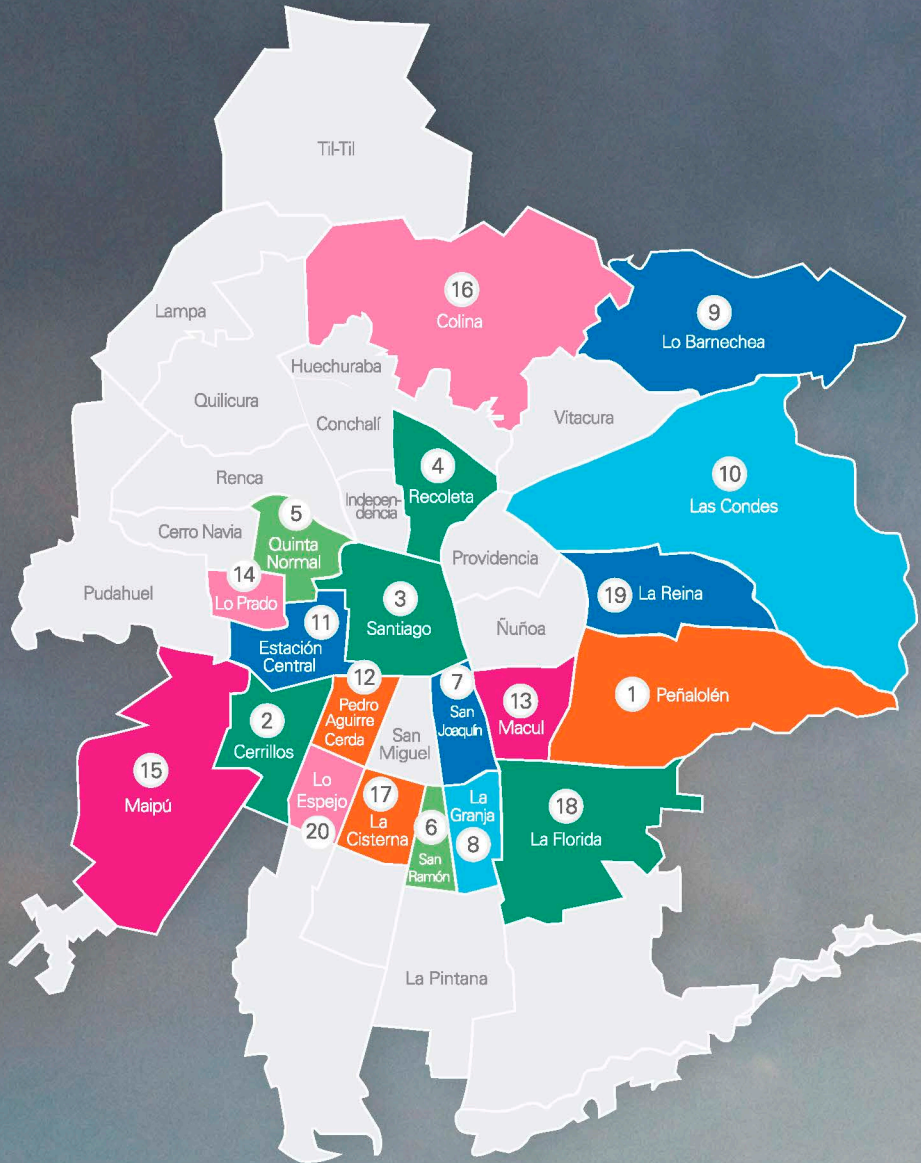 Til-Til
16
Colina
9
Lo Barnechea
Lampa
Huechuraba
Quilicura
Conchalí
Vitacura
4
Recoleta
10
Las Condes
Renca
Indepen-
dencia
5
Quinta
Normal
Cerro Navia
Providencia
14
Lo Prado
Pudahuel
3
Santiago
19
La Reina
11
Estación
Central
Ñuñoa
12
Pedro
Aguirre
Cerda
7
San
Joaquín
13
Macul
1
Peñalolén
2
Cerrillos
San
Miguel
15
Maipú
Lo
Espejo
20
17
La
Cisterna
6
San
Ramón
La
Granja
8
18
La Florida
La Pintana